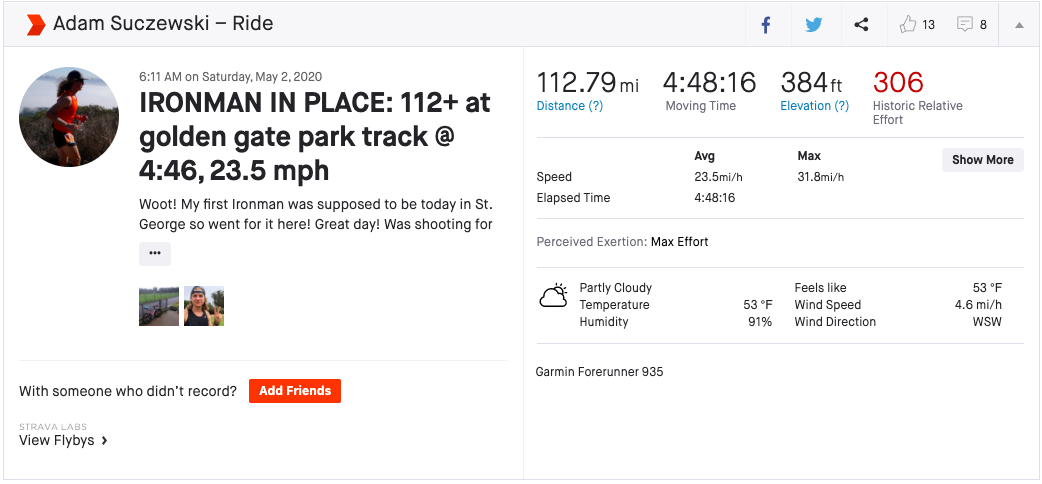 Adam Suczewski – Ride
13
8
6:11 AM on Saturday, May 2, 2020
IRONMAN IN PLACE: 112+ at
golden gate park track @
4:46, 23.5 mph
Woot! My first Ironman was supposed to be today in St.
George so went for it here! Great day! Was shooting for
•••
With someone who didn't record? Add Friends
STRAVA LABS
View Flybys ›
112.79 mi 4:48:16 384 ft 306
Distance (?) Moving Time Elevation (?) Historic Relative
Effort
Avg Max Show More
Speed 23.5mi/h 31.8mi/h
Elapsed Time 4:48:16
Perceived Exertion: Max Effort
Partly Cloudy Feels like 53 °F
Temperature 53 °F Wind Speed 4.6 mi/h
Humidity 91% Wind Direction WSW
Garmin Forerunner 935